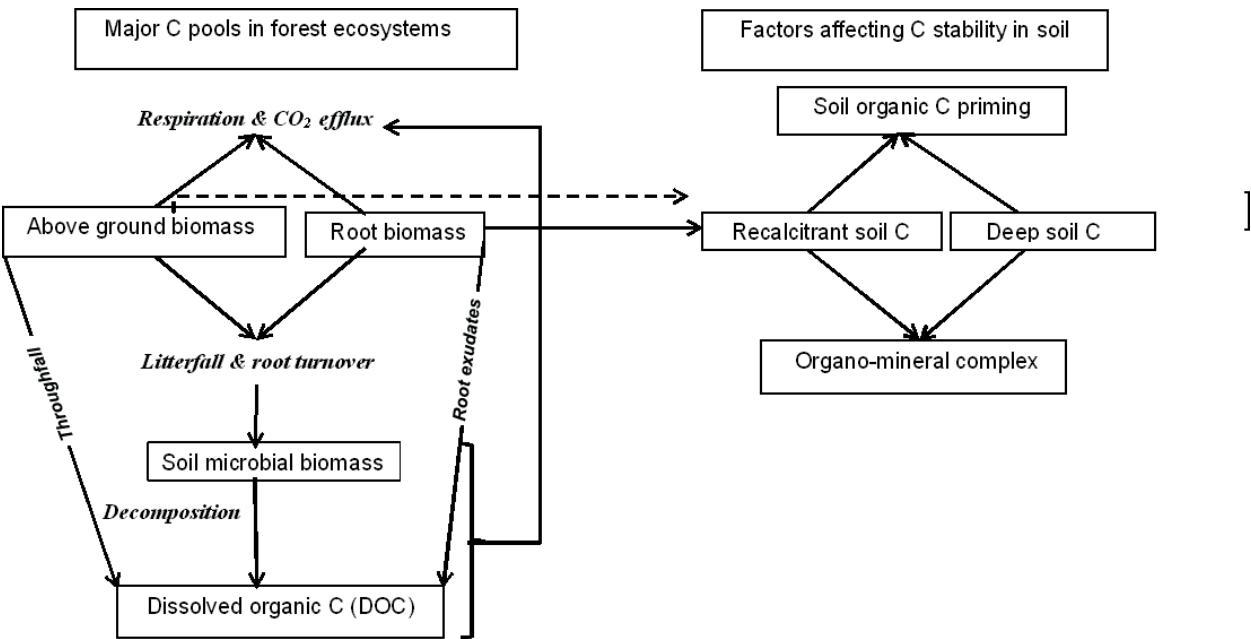 Major C pools in forest ecosystems
Factors affecting C stability in soil
Respiration & CO₂ efflux
Soil organic C priming
Above ground biomass
Root biomass
Recalcitrant soil C
Deep soil C
Throughfall
Litterfall & root turnover
Root exudates
Organo-mineral complex
Soil microbial biomass
Decomposition
Dissolved organic C (DOC)
]